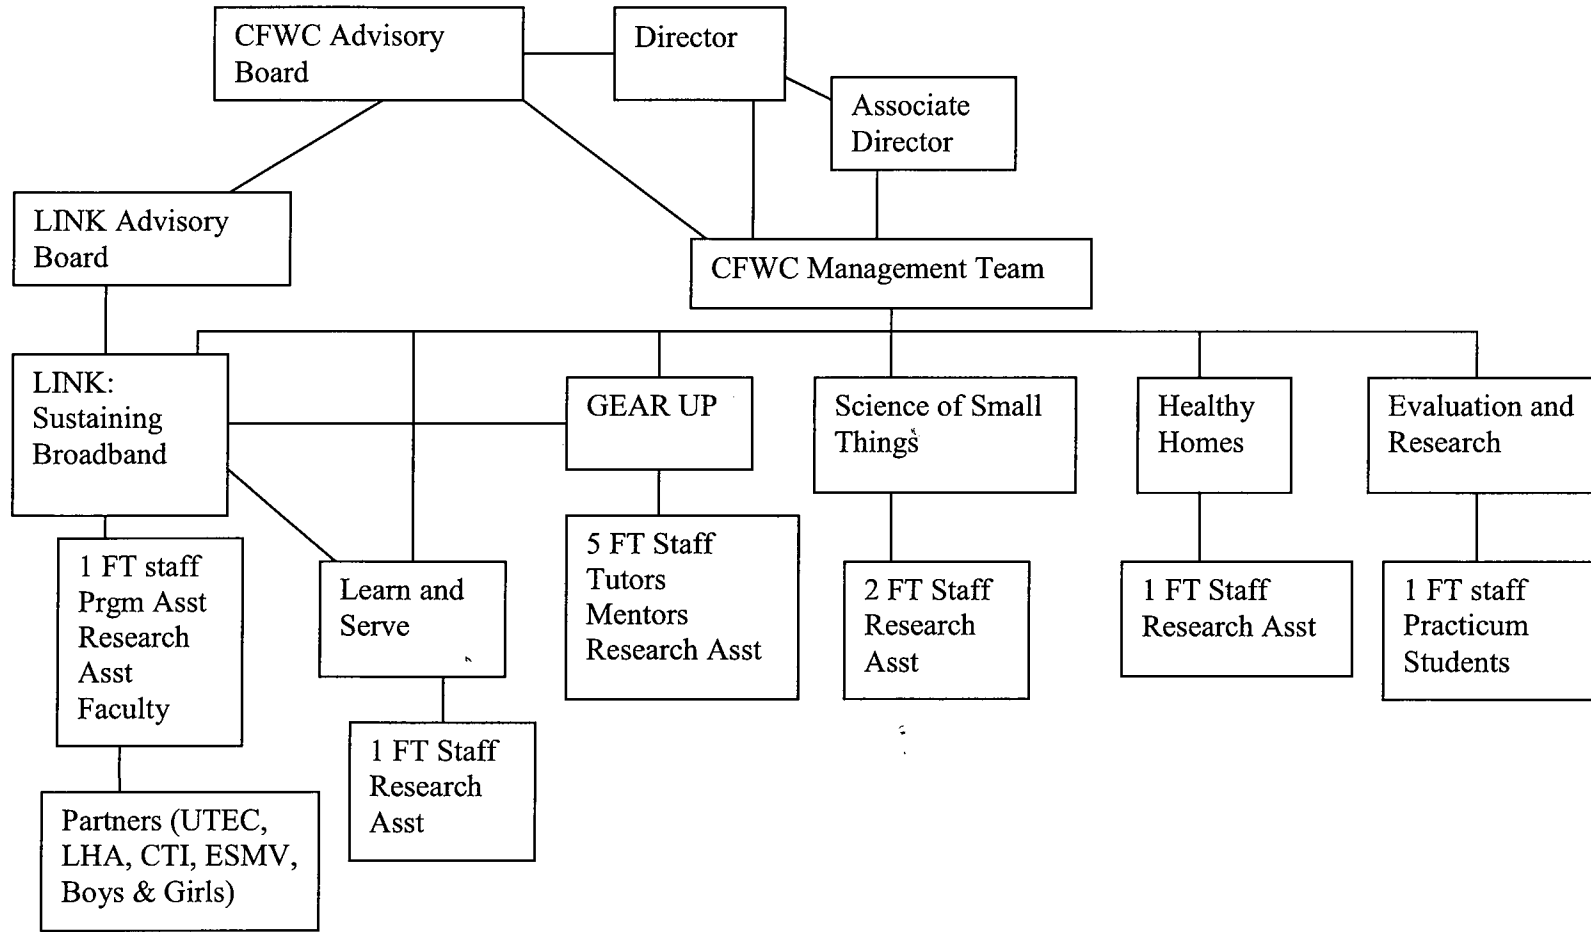 CFWC Advisory
Board
Director
Associate
Director
LINK Advisory
Board
CFWC Management Team
LINK:
Sustaining
Broadband
GEAR UP
Science of Small
Things
Healthy
Homes
Evaluation and
Research
1 FT staff
Prgm Asst
Research
Asst
Faculty
Learn and
Serve
5 FT Staff
Tutors
Mentors
Research Asst
2 FT Staff
Research
Asst
1 FT Staff
Research Asst
1 FT staff
Practicum
Students
1 FT Staff
Research
Asst
Partners (UTEC,
LHA, CTI, ESMV,
Boys & Girls)